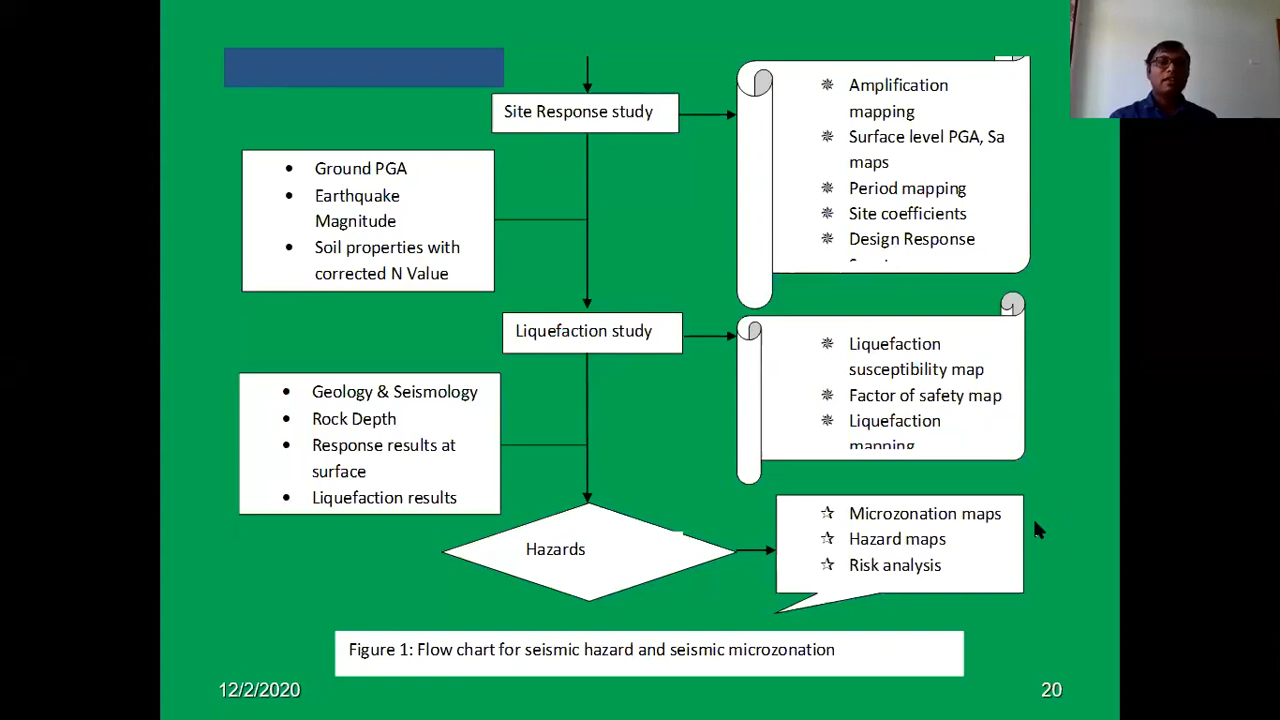 Site Response study
Amplification
mapping
Surface level PGA, Sa
maps
Period mapping
Site coefficients
Design Response
• Ground PGA
• Earthquake
Magnitude
• Soil properties with
corrected N Value
Liquefaction study
Liquefaction
susceptibility map
Factor of safety map
Liquefaction
mapping
• Geology & Seismology
• Rock Depth
• Response results at
surface
• Liquefaction results
Hazards
Microzonation maps
Hazard maps
Risk analysis
Figure 1: Flow chart for seismic hazard and seismic microzonation
12/2/2020
20